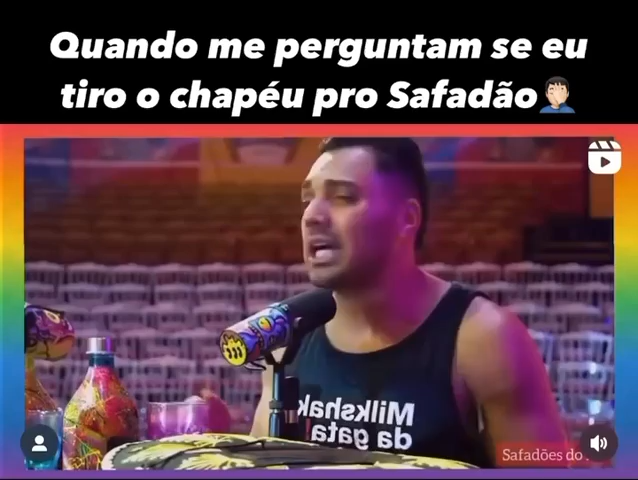 Quando me perguntam se eu
tiro o chapéu pro Safadão🤦🏻‍♂️
Milkshak
da gata
Safadões do